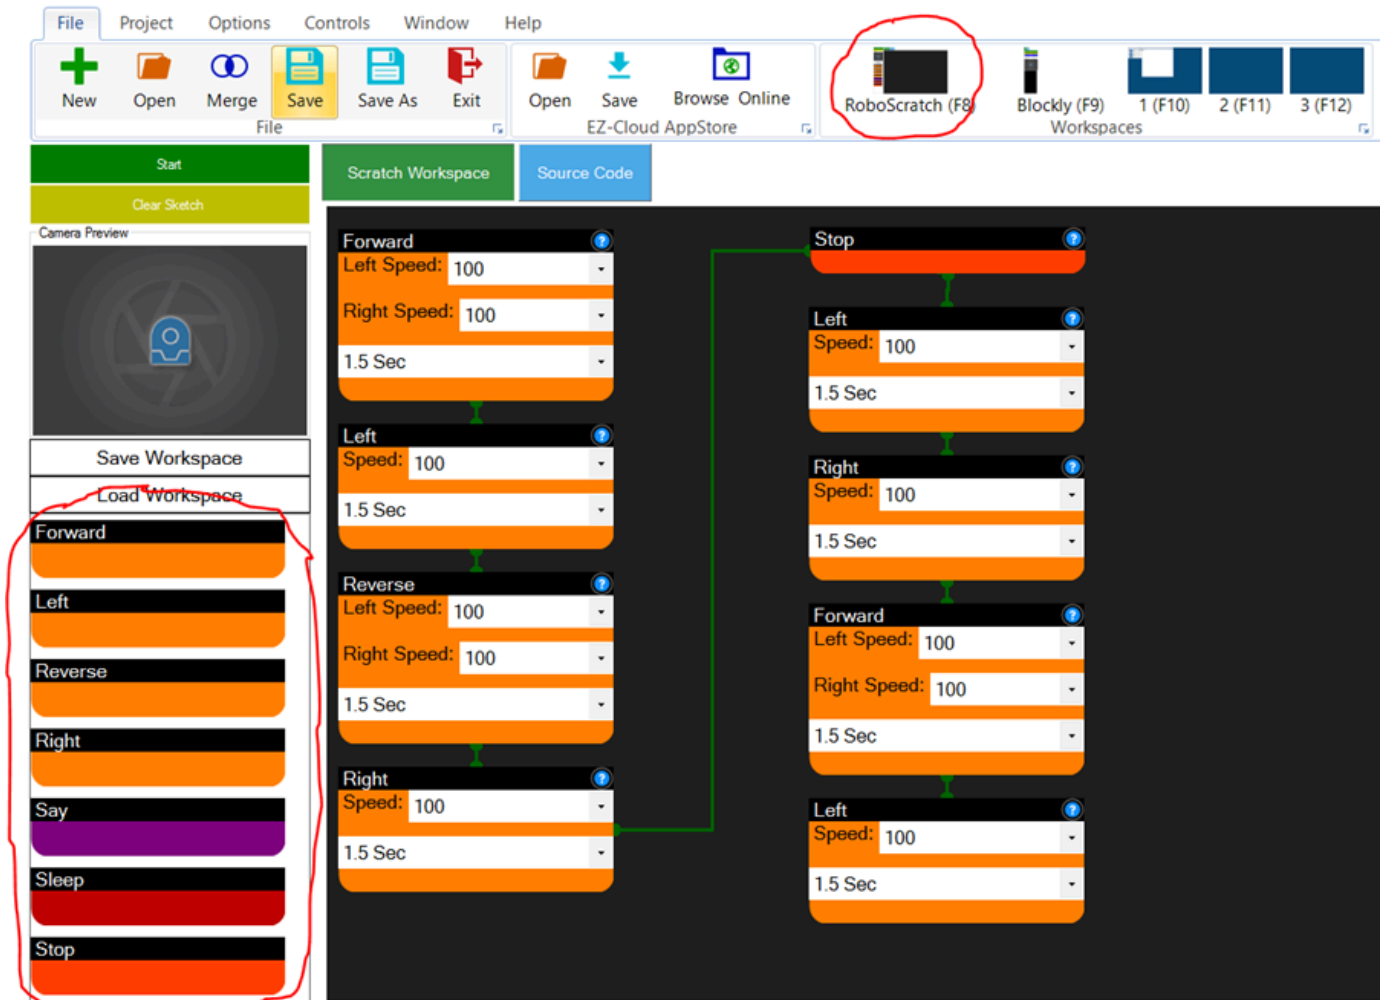 File Project Options Controls Window Help
New Open Merge Save Save As Exit Open Save Browse Online RoboScratch (F8) Blockly (F9) 1 (F10) 2 (F11) 3 (F12)
File EZ-Cloud AppStore Workspaces
Start
Clear Sketch
Camera Preview
Save Workspace
Load Workspace
Forward
Left
Reverse
Right
Say
Sleep
Stop
Scratch Workspace Source Code
Forward
Left Speed: 100
Right Speed: 100
1.5 Sec
Left
Speed: 100
1.5 Sec
Reverse
Left Speed: 100
Right Speed: 100
1.5 Sec
Right
Speed: 100
1.5 Sec
Stop
Left
Speed: 100
1.5 Sec
Right
Speed: 100
1.5 Sec
Forward
Left Speed: 100
Right Speed: 100
1.5 Sec
Left
Speed: 100
1.5 Sec